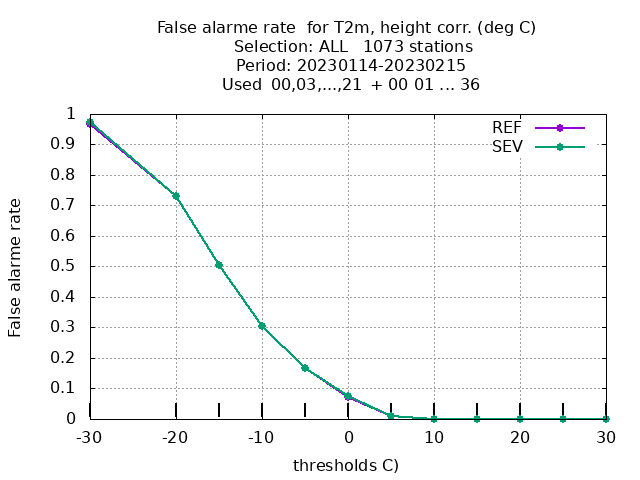 False alarme rate  for T2m, height corr. (deg C)
Selection: ALL   1073 stations
Period: 20230114-20230215
Used  00,03,...,21  + 00 01 ... 36
REF
SEV
1
0.9
0.8
0.7
0.6
0.5
0.4
0.3
0.2
0.1
0
False alarme rate
-30 -20 -10 0 10 20 30
thresholds C)